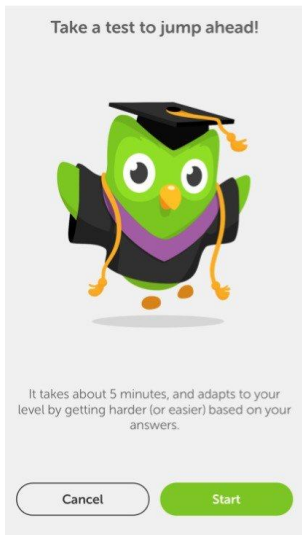 Take a test to jump ahead!
It takes about 5 minutes, and adapts to your
level by getting harder (or easier) based on your
answers.
Cancel
Start